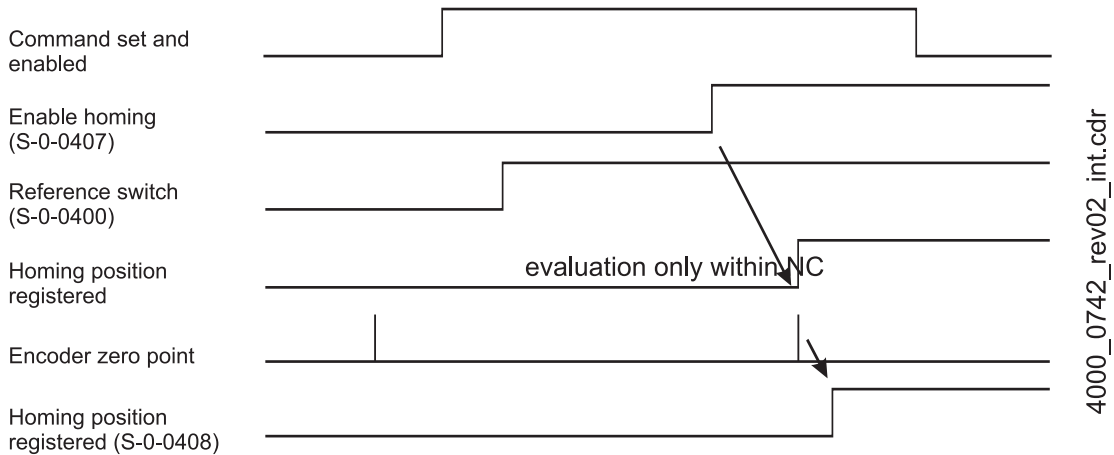 Command set and
enabled
Enable homing
(S-0-0407)
Reference switch
(S-0-0400)
evaluation only within NC
Homing position
registered
Encoder zero point
Homing position
registered (S-0-0408)
4000_0742_rev02_int.cdr